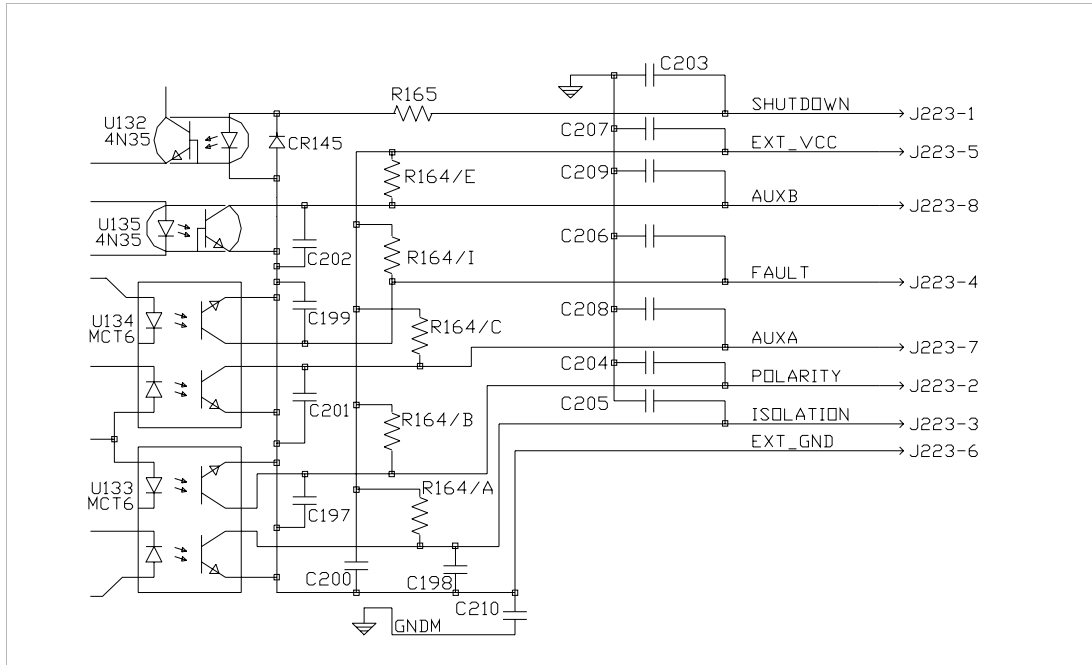 C203
R165
SHUTDOWN
J223-1
U132
4N35
CR145
C207
EXT_VCC
J223-5
R164/E
C209
AUXB
J223-8
U135
4N35
C202
R164/I
C206
FAULT
J223-4
U134
MCT6
C199
R164/C
C208
AUXA
J223-7
C204
POLARITY
J223-2
C201
R164/B
C205
ISOLATION
J223-3
EXT_GND
J223-6
U133
MCT6
C197
R164/A
C200
C198
C210
GNDM